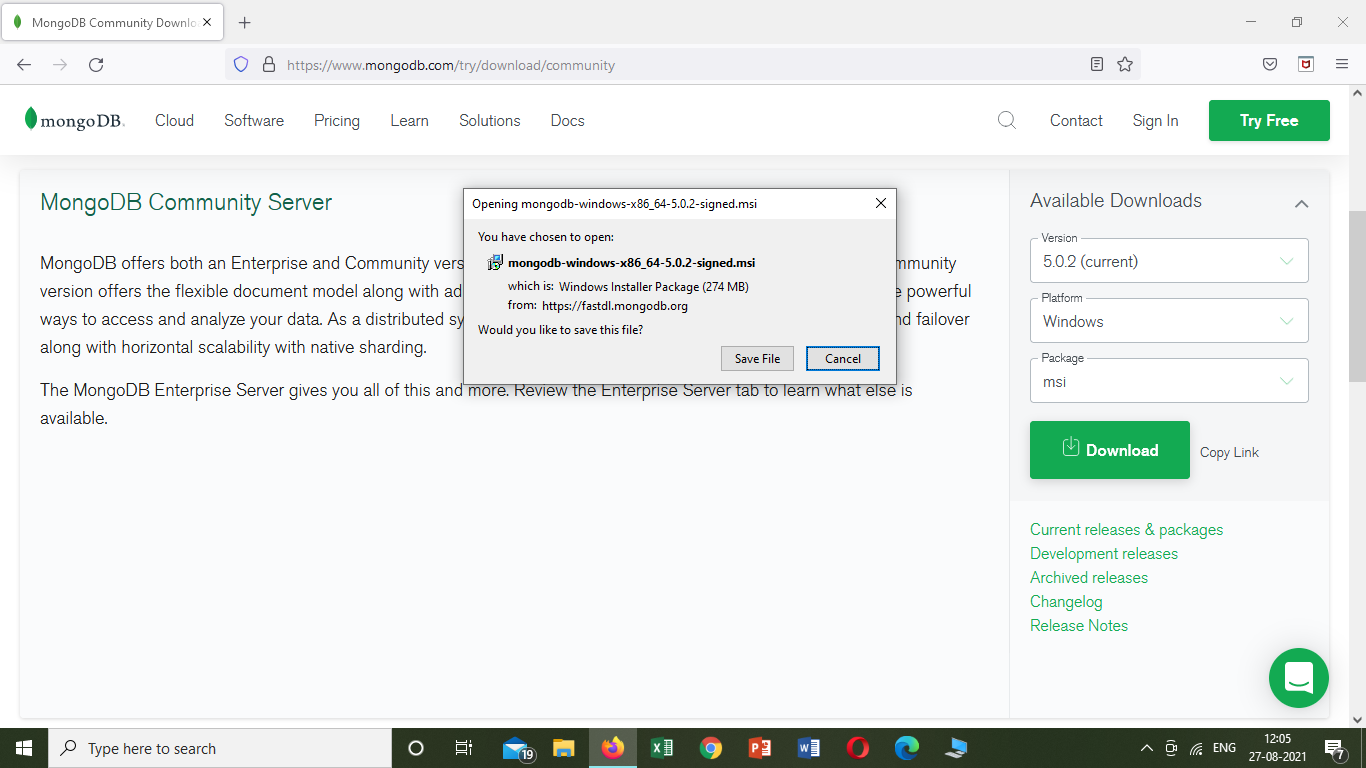 MongoDB Community Downlo
https://www.mongodb.com/try/download/community
mongoDB.
Cloud
Software
Pricing
Learn
Solutions
Docs
Contact
Sign In
Try Free
MongoDB Community Server
MongoDB offers both an Enterprise and Community vers
mmunity
version offers the flexible document model along with ad
e powerful
ways to access and analyze your data. As a distributed sy
nd failover
along with horizontal scalability with native sharding.
The MongoDB Enterprise Server gives you all of this and more. Review the Enterprise Server tab to learn what else is
available.
Opening mongodb-windows-x86_64-5.0.2-signed.msi
You have chosen to open:
mongodb-windows-x86_64-5.0.2-signed.msi
which is: Windows Installer Package (274 MB)
from: https://fastdl.mongodb.org
Would you like to save this file?
Save File
Cancel
Available Downloads
Version
5.0.2 (current)
Platform
Windows
Package
msi
Download
Copy Link
Current releases & packages
Development releases
Archived releases
Changelog
Release Notes
Type here to search
19
ENG
12:05
27-08-2021
7